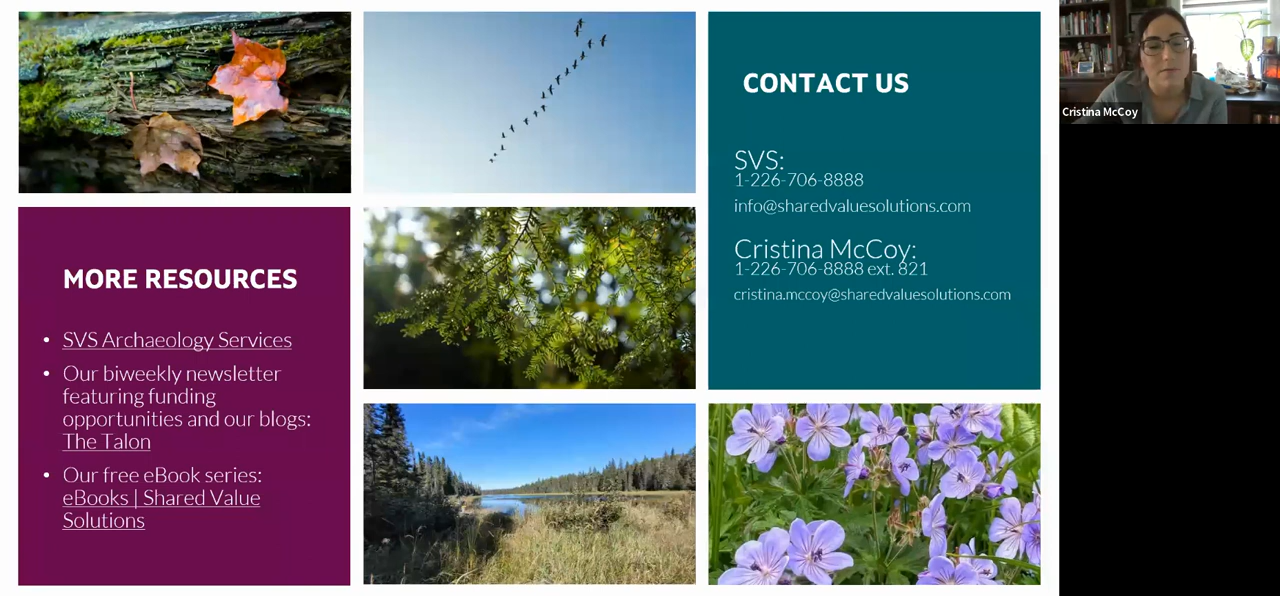 CONTACT US
SVS:
1-226-706-8888
info@sharedvaluesolutions.com
Cristina McCoy:
1-226-706-8888 ext. 821
cristina.mccoy@sharedvaluesolutions.com
MORE RESOURCES
• SVS Archaeology Services
• Our biweekly newsletter
featuring funding
opportunities and our blogs:
The Talon
• Our free eBook series:
eBooks | Shared Value
Solutions
Cristina McCoy